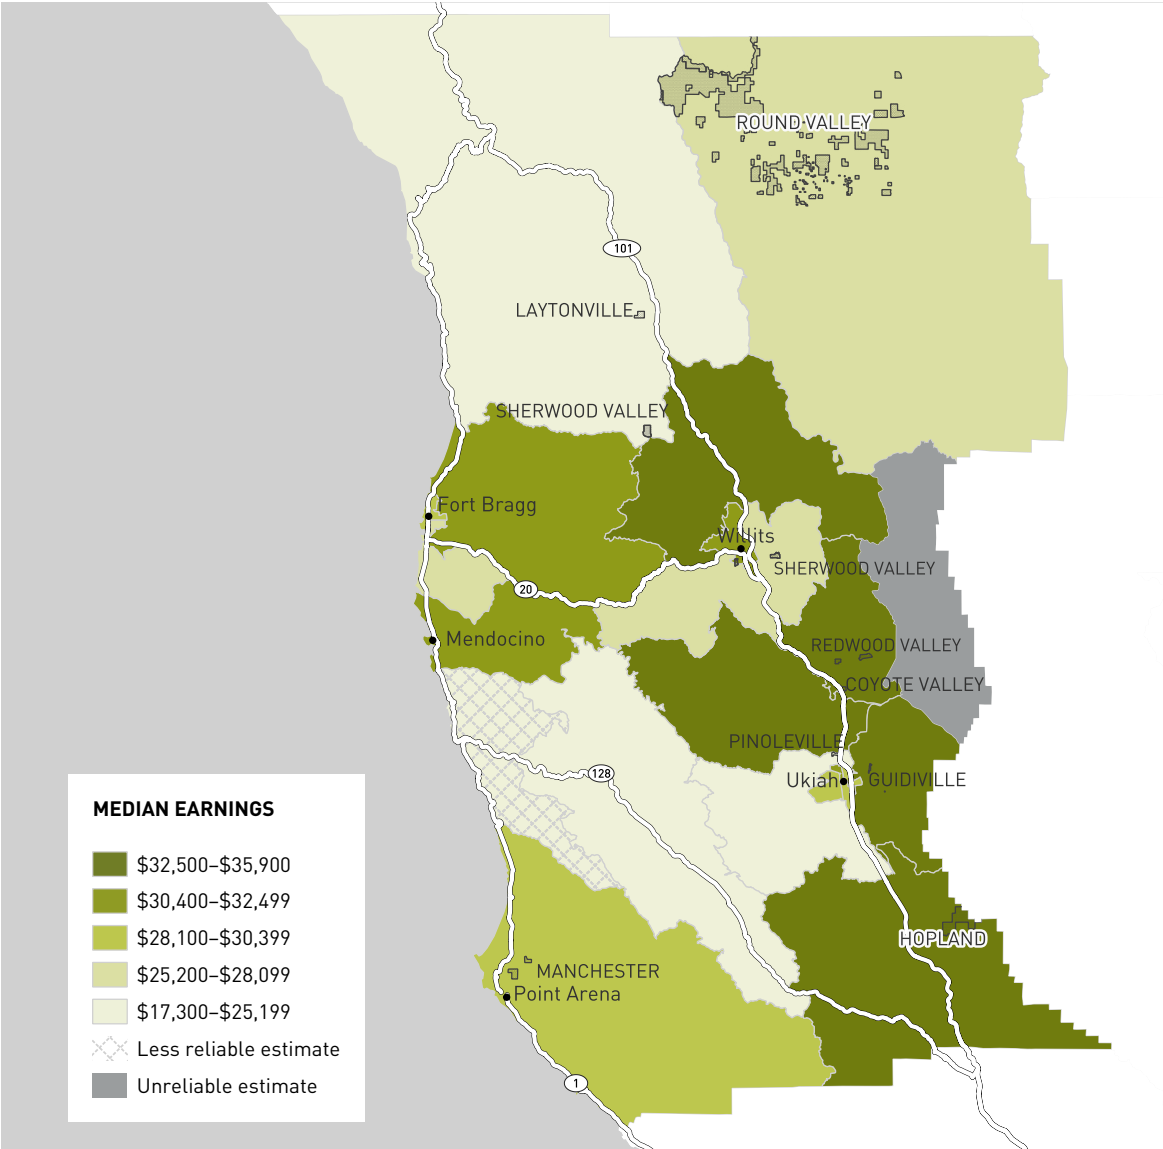 ROUND VALLEY
101
LAYTONVILLE
SHERWOOD VALLEY
Fort Bragg
Willits
SHERWOOD VALLEY
20
Mendocino
REDWOOD VALLEY
COYOTE VALLEY
PINOLEVILLE
128
Ukiah
GUIDIVILLE
HOPLAND
MANCHESTER
Point Arena
1
MEDIAN EARNINGS
$32,500–$35,900
$30,400–$32,499
$28,100–$30,399
$25,200–$28,099
$17,300–$25,199
Less reliable estimate
Unreliable estimate